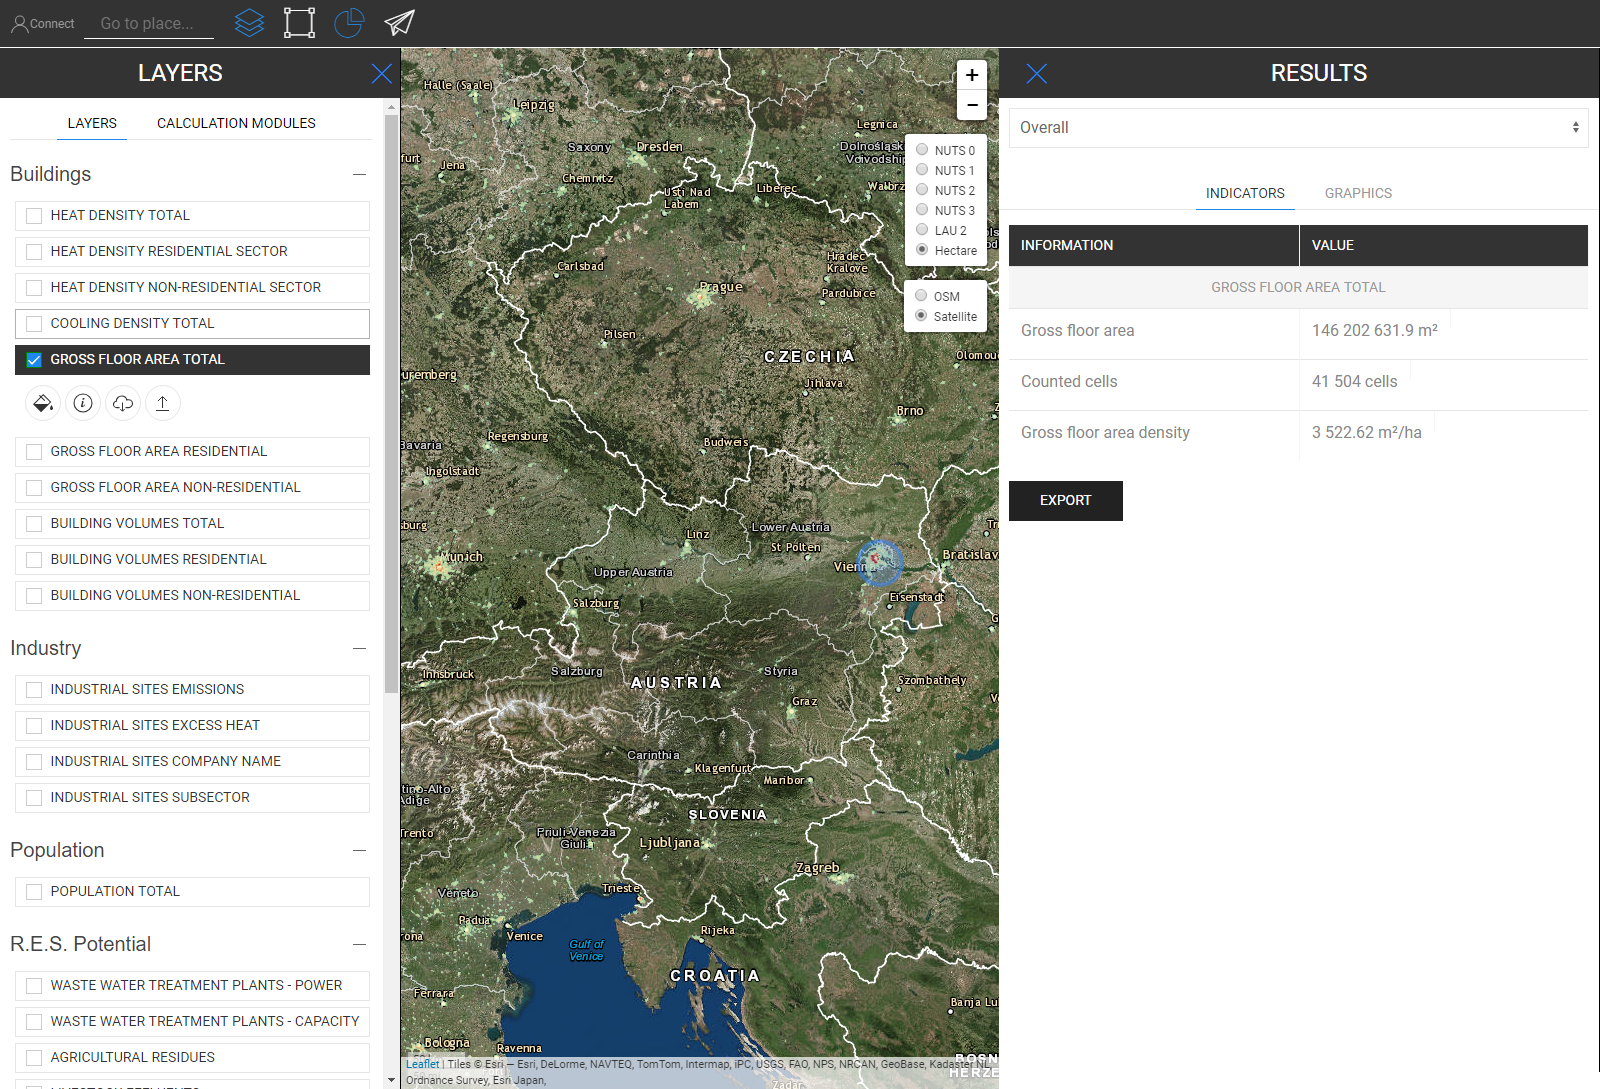 Connect
Go to place...
LAYERS
LAYERS
CALCULATION MODULES
Buildings
HEAT DENSITY TOTAL
HEAT DENSITY RESIDENTIAL SECTOR
HEAT DENSITY NON-RESIDENTIAL SECTOR
COOLING DENSITY TOTAL
GROSS FLOOR AREA TOTAL
GROSS FLOOR AREA RESIDENTIAL
GROSS FLOOR AREA NON-RESIDENTIAL
BUILDING VOLUMES TOTAL
BUILDING VOLUMES RESIDENTIAL
BUILDING VOLUMES NON-RESIDENTIAL
Industry
INDUSTRIAL SITES EMISSIONS
INDUSTRIAL SITES EXCESS HEAT
INDUSTRIAL SITES COMPANY NAME
INDUSTRIAL SITES SUBSECTOR
Population
POPULATION TOTAL
R.E.S. Potential
WASTE WATER TREATMENT PLANTS - POWER
WASTE WATER TREATMENT PLANTS - CAPACITY
AGRICULTURAL RESIDUES
Halle (Saale)
Leipzig
Legnica
Saxony
Dresden
Dolnośląsk
Voivodship
furt
Jena
Chemnitz
Usti Nad
Labem
Liberec
Walbrz
Carlsbad
Hradec
Kralove
Prague
Pardubice
Pilsen
CZECHIA
Olomou
uremberg
Jihlava
Brno
Bavaria
Regensburg
Budweis
Ingolstadt
sburg
Linz
Lower Austria
St Polten
Munich
Vienna
Bratislav
Upper Austria
Eisenstadt
Salzburg
Innsbruck
Salzburg
AUSTRIA
Styria
Szombathely
Graz
Carinthia
Klagenfurt
Maribor
tino-Alto
Adige
SLOVENIA
Trento
Friuli-Venezia
Giuli
Ljubljana
Zagreb
Trieste
Veneto
Padua
Venice
rona
Gulf of
Venice
Rijeka
CROATIA
Ferrara
Banja Lu
Bologna
Ravenna
BOSN
HERZE
Zadar
Leaflet | Tiles © Esri — Esri, DeLorme, NAVTEQ, TomTom, Intermap, iPC, USGS, FAO, NPS, NRCAN, GeoBase, Kadaster NL,
Ordnance Survey, Esri Japan,
+
−
NUTS 0
NUTS 1
NUTS 2
NUTS 3
LAU 2
Hectare
OSM
Satellite
RESULTS
Overall
INDICATORS
GRAPHICS
INFORMATION
VALUE
GROSS FLOOR AREA TOTAL
Gross floor area
146 202 631.9 m²
Counted cells
41 504 cells
Gross floor area density
3 522.62 m²/ha
EXPORT